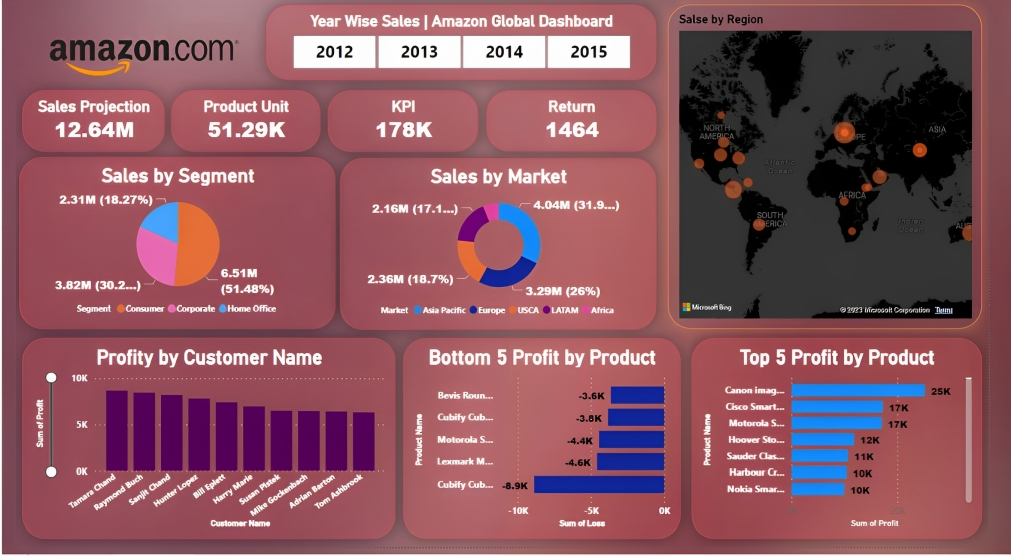 amazon.com
Year Wise Sales | Amazon Global Dashboard
2012 2013 2014 2015
Sales Projection
12.64M
Product Unit
51.29K
KPI
178K
Return
1464
Salse by Region
NORTH
AMERICA
PE
ASIA
Atlantic
Ocean
AFRICA
SOUTH
AMERICA
Indian
Ocean
AUS
Microsoft Bing
© 2023 Microsoft Corporation Terms
Sales by Segment
2.31M (18.27%)
3.82M (30.2...)
6.51M
(51.48%)
Segment Consumer Corporate Home Office
Sales by Market
2.16M (17.1...)
4.04M (31.9...)
2.36M (18.7%)
3.29M (26%)
Market Asia Pacific Europe USCA LATAM Africa
Profity by Customer Name
Sum of Profit
10K
5K
0K
Tamara Chand
Raymond Buch
Sanjit Chand
Hunter Lopez
Bill Eplett
Harry Marie
Susan Pistek
Mike Gockenbach
Adrian Barton
Tom Ashbrook
Customer Name
Bottom 5 Profit by Product
Product Name
Bevis Roun... -3.6K
Cubify Cub... -3.8K
Motorola S... -4.4K
Lexmark M... -4.6K
Cubify Cub... -8.9K
-10K -5K 0K
Sum of Loss
Top 5 Profit by Product
Product Name
Canon imag... 25K
Cisco Smart... 17K
Motorola S... 17K
Hoover Sto... 12K
Sauder Clas... 11K
Harbour Cr... 10K
Nokia Smar... 10K
Sum of Profit